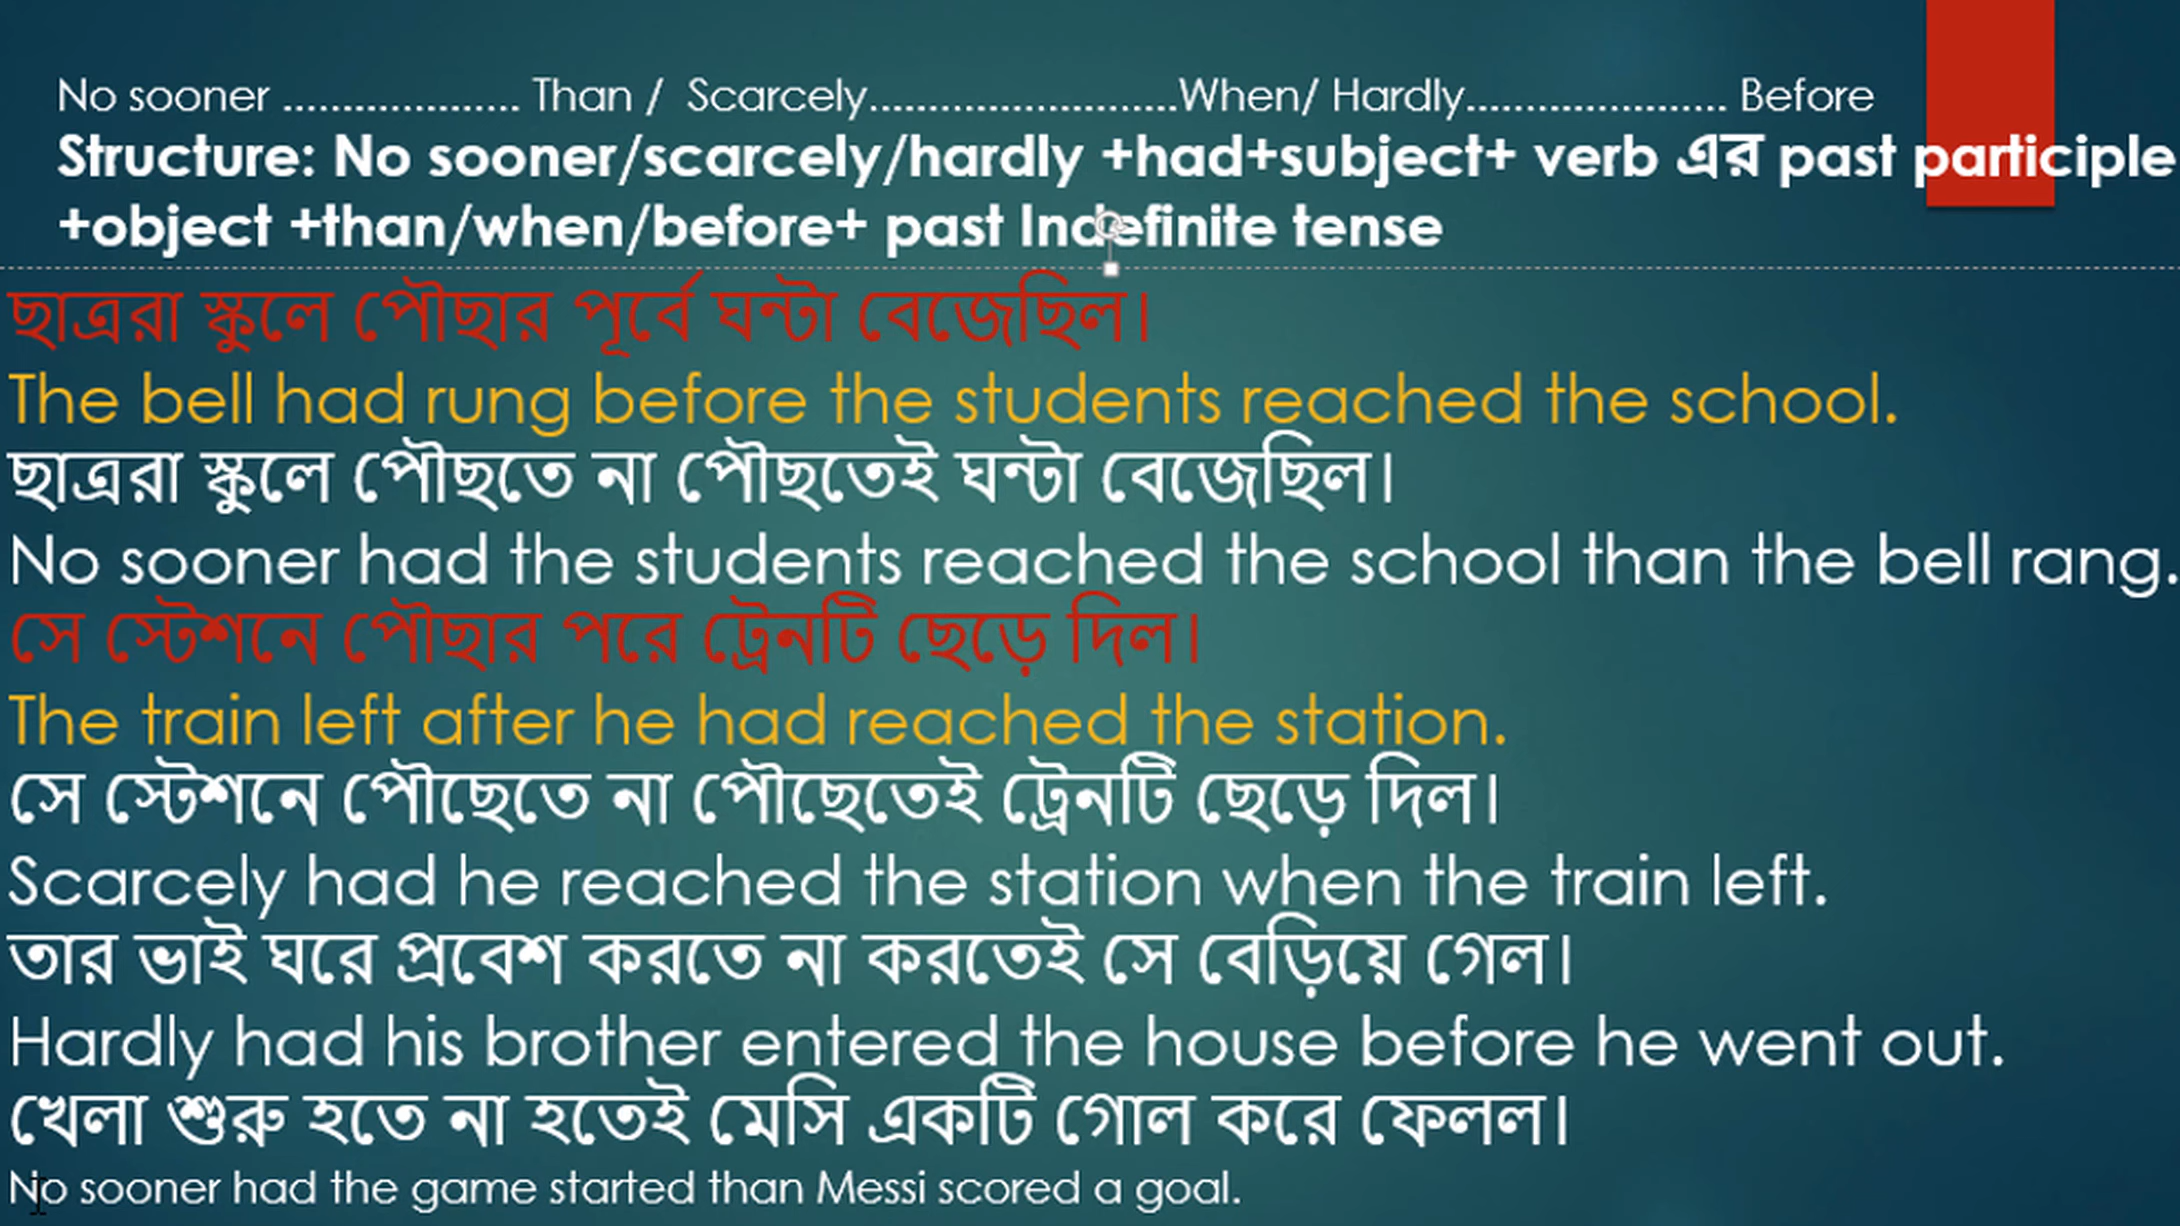 No sooner .................... Than / Scarcely..........................When/ Hardly...................... Before
Structure: No sooner/scarcely/hardly +had+subject+ verb এর past participle
+object +than/when/before+ past Indefinite tense
ছাত্ররা স্কুলে পৌছার পূর্বে ঘন্টা বেজেছিল।
The bell had rung before the students reached the school.
ছাত্ররা স্কুলে পৌছতে না পৌছতেই ঘন্টা বেজেছিল।
No sooner had the students reached the school than the bell rang.
সে স্টেশনে পৌছার পরে ট্রেনটি ছেড়ে দিল।
The train left after he had reached the station.
সে স্টেশনে পৌছেতে না পৌছেতেই ট্রেনটি ছেড়ে দিল।
Scarcely had he reached the station when the train left.
তার ভাই ঘরে প্রবেশ করতে না করতেই সে বেড়িয়ে গেল।
Hardly had his brother entered the house before he went out.
খেলা শুরু হতে না হতেই মেসি একটি গোল করে ফেলল।
No sooner had the game started than Messi scored a goal.